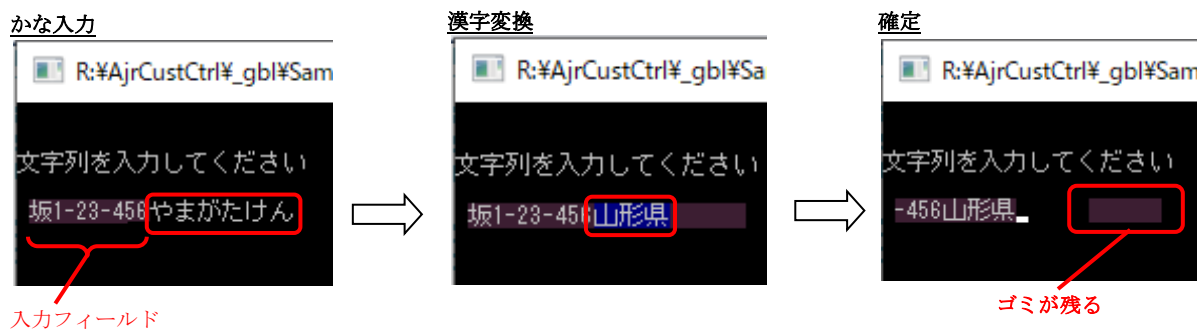 かな入力
R:¥AjrCustCtrl¥_gbl¥Sam
文字列を入力してください
坂1-23-456やまがたけん
入力フィールド
漢字変換
R:¥AjrCustCtrl¥_gbl¥Sa
文字列を入力してください
坂1-23-456山形県
確定
R:¥AjrCustCtrl¥_gbl¥Sam
文字列を入力してください
-456山形県_
ゴミが残る